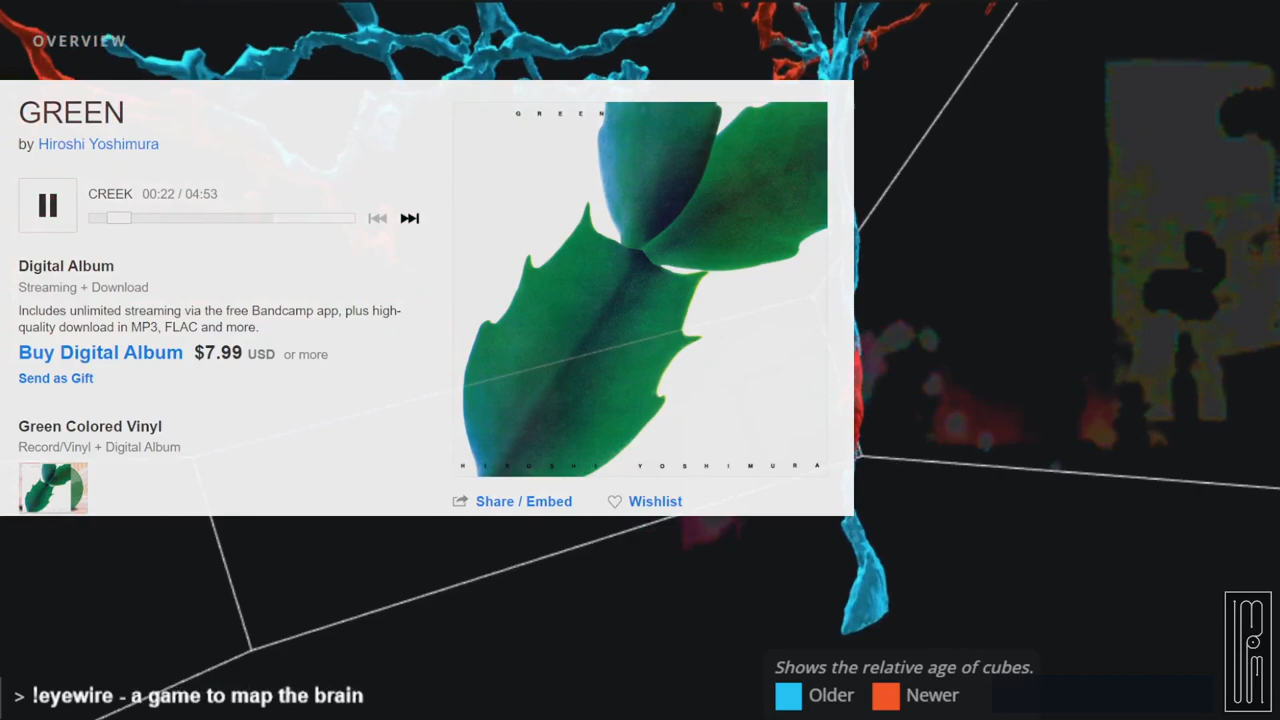 OVERVIEW
GREEN
by Hiroshi Yoshimura
CREEK 00:22 / 04:53
Digital Album
Streaming + Download
Includes unlimited streaming via the free Bandcamp app, plus high-
quality download in MP3, FLAC and more.
Buy Digital Album $7.99 USD or more
Send as Gift
Green Colored Vinyl
Record/Vinyl + Digital Album
GREEN
HIROSHI YOSHIMURA
Share / Embed
Wishlist
Shows the relative age of cubes.
Older
Newer
> !eyewire - a game to map the brain